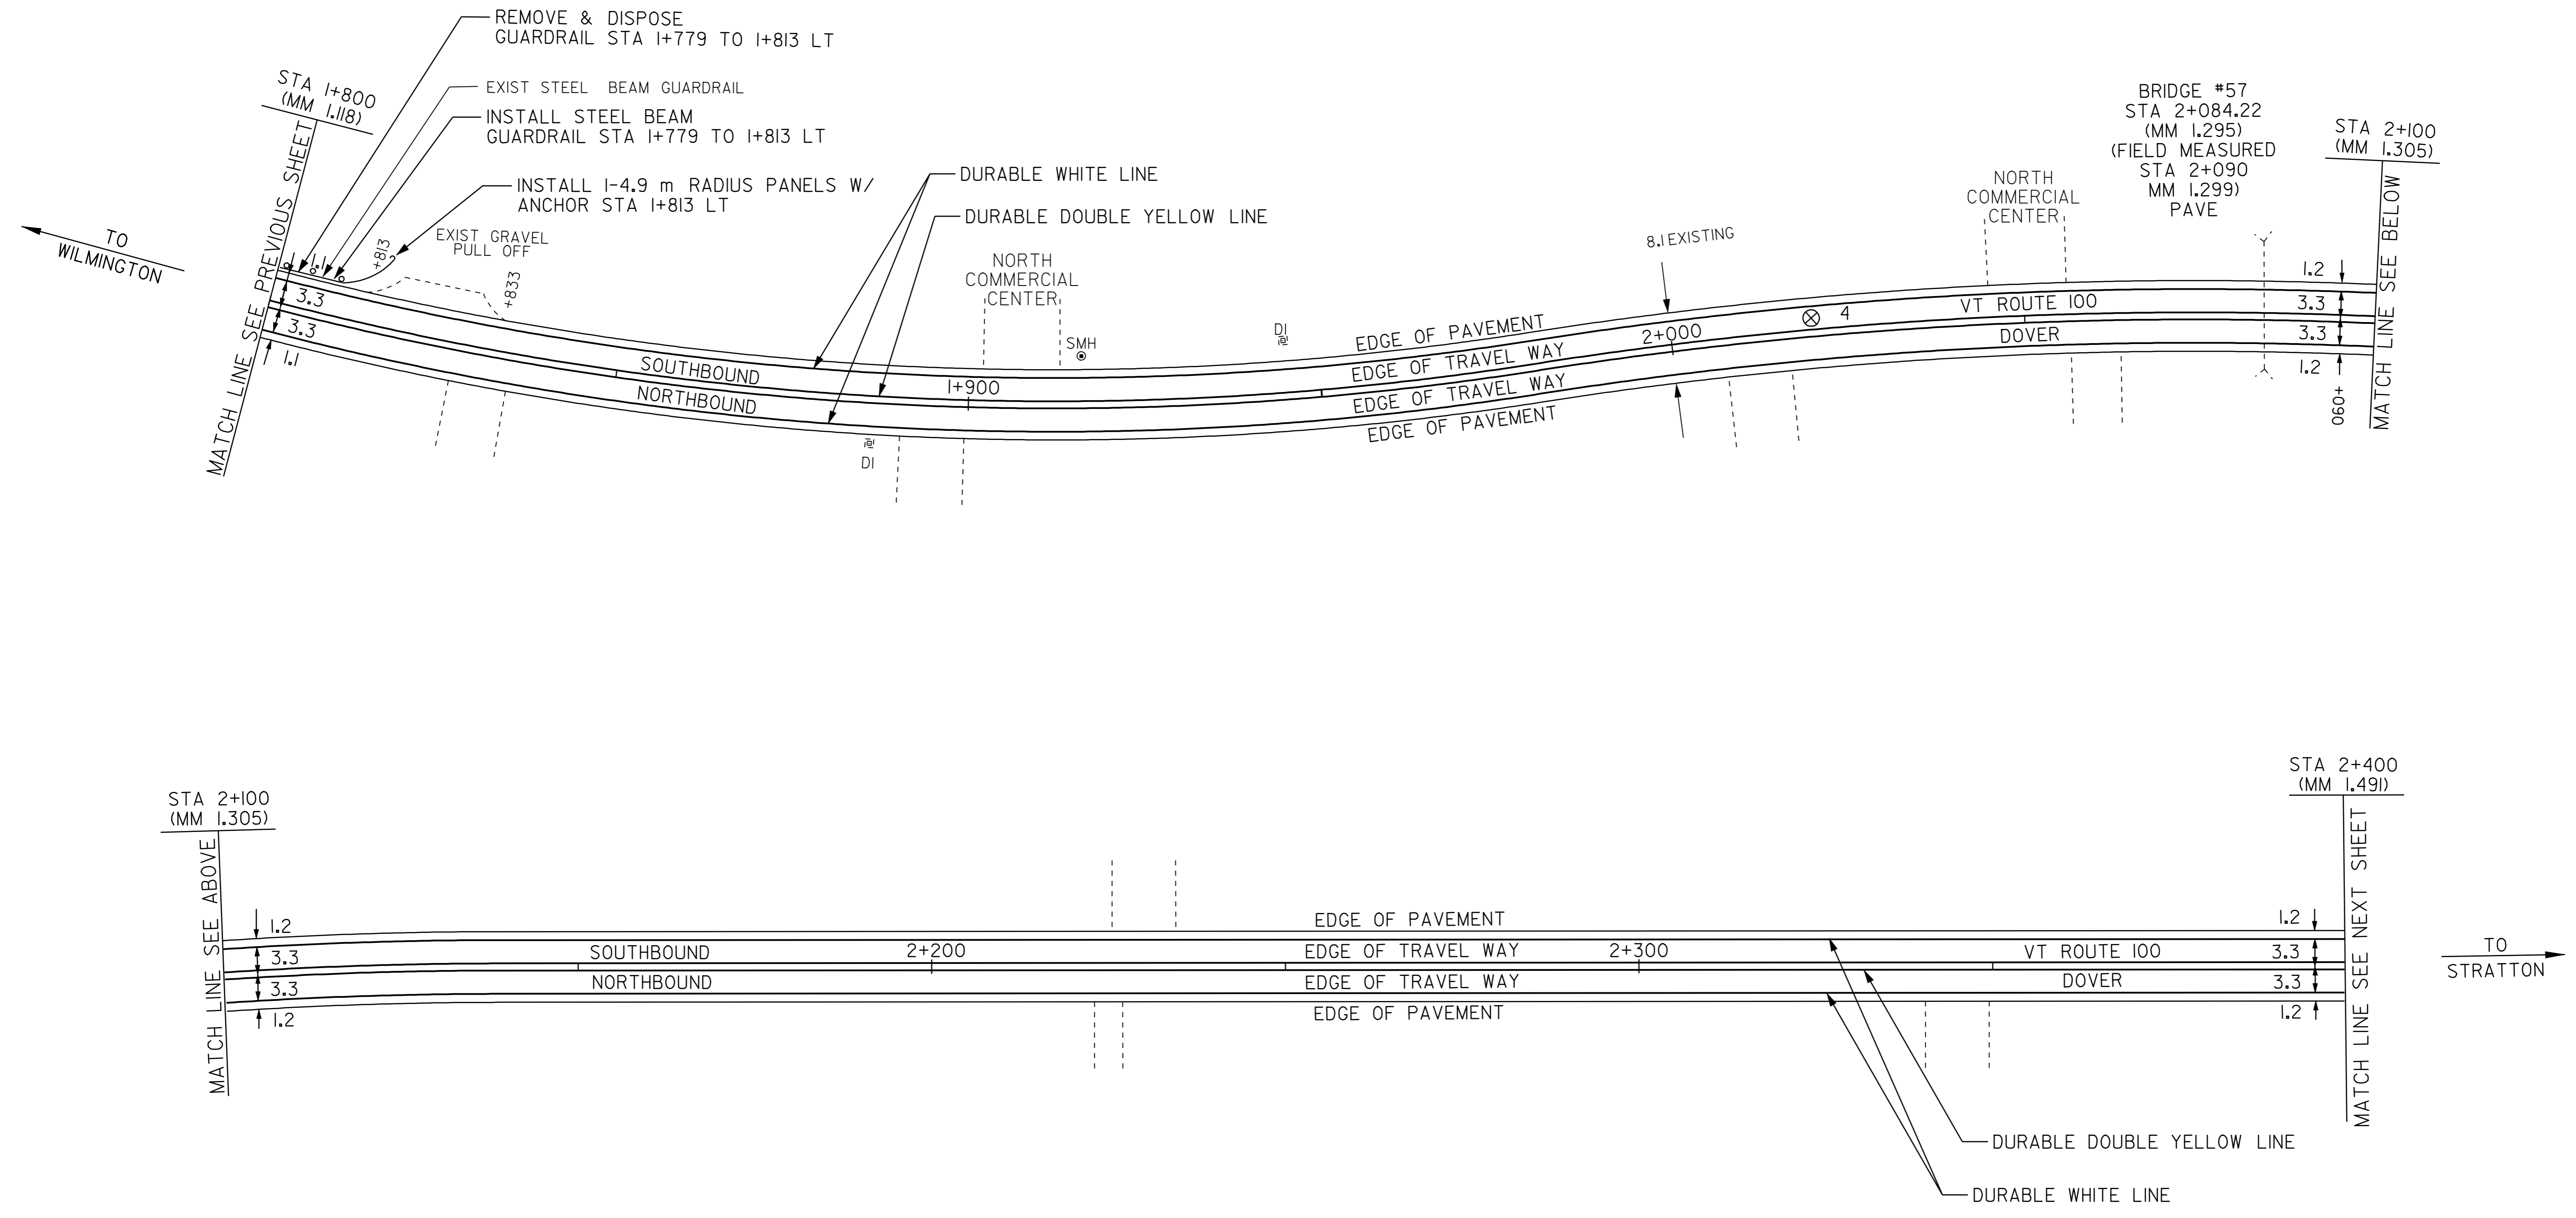 REMOVE & DISPOSE
GUARDRAIL STA 1+779 TO 1+813 LT
EXIST STEEL BEAM GUARDRAIL
INSTALL STEEL BEAM
GUARDRAIL STA 1+779 TO 1+813 LT
INSTALL 1-4.9 m RADIUS PANELS W/
ANCHOR STA 1+813 LT
STA 1+800
(MM 1.118)
MATCH LINE SEE PREVIOUS SHEET
TO
WILMINGTON
1.1
3.3
3.3
1.1
+813
EXIST GRAVEL
PULL OFF
+833
DURABLE WHITE LINE
DURABLE DOUBLE YELLOW LINE
NORTH
COMMERCIAL
CENTER
SOUTHBOUND
NORTHBOUND
1+900
SMH
DI
DI
EDGE OF PAVEMENT
EDGE OF TRAVEL WAY
EDGE OF TRAVEL WAY
EDGE OF PAVEMENT
8.1 EXISTING
2+000
4
NORTH
COMMERCIAL
CENTER
VT ROUTE 100
DOVER
BRIDGE #57
STA 2+084.22
(MM 1.295)
(FIELD MEASURED
STA 2+090
MM 1.299)
PAVE
STA 2+100
(MM 1.305)
1.2
3.3
3.3
1.2
+090
MATCH LINE SEE BELOW
STA 2+100
(MM 1.305)
MATCH LINE SEE ABOVE
1.2
3.3
3.3
1.2
SOUTHBOUND
NORTHBOUND
2+200
EDGE OF PAVEMENT
EDGE OF TRAVEL WAY
EDGE OF TRAVEL WAY
EDGE OF PAVEMENT
2+300
VT ROUTE 100
DOVER
STA 2+400
(MM 1.491)
1.2
3.3
3.3
1.2
MATCH LINE SEE NEXT SHEET
TO
STRATTON
DURABLE DOUBLE YELLOW LINE
DURABLE WHITE LINE